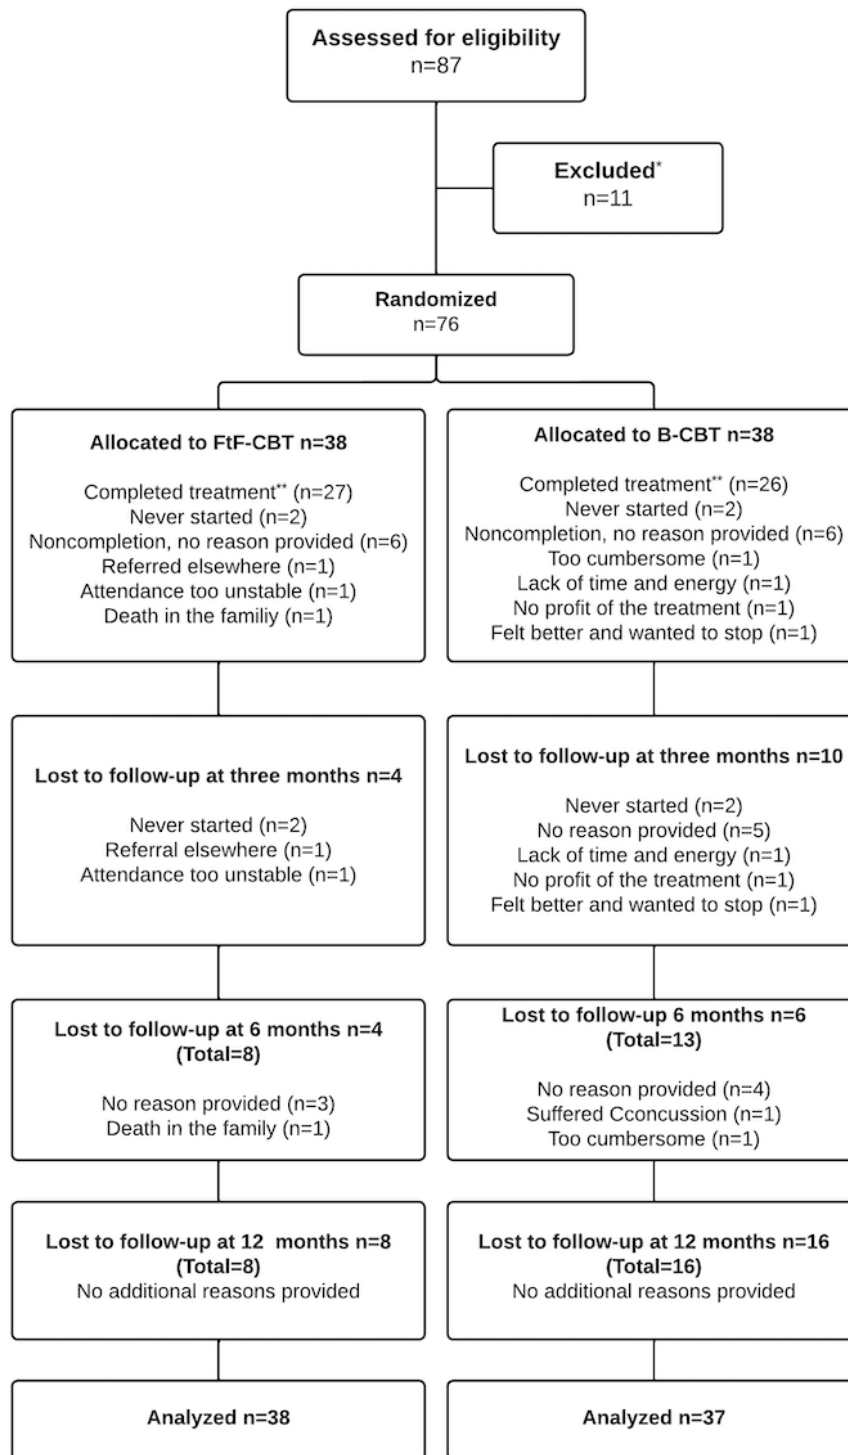 Assessed for eligibility
n=87
Excluded*
n=11
Randomized
n=76
Allocated to FtF-CBT n=38
Completed treatment** (n=27)
Never started (n=2)
Noncompletion, no reason provided (n=6)
Referred elsewhere (n=1)
Attendance too unstable (n=1)
Death in the familiy (n=1)
Allocated to B-CBT n=38
Completed treatment** (n=26)
Never started (n=2)
Noncompletion, no reason provided (n=6)
Too cumbersome (n=1)
Lack of time and energy (n=1)
No profit of the treatment (n=1)
Felt better and wanted to stop (n=1)
Lost to follow-up at three months n=4
Never started (n=2)
Referral elsewhere (n=1)
Attendance too unstable (n=1)
Lost to follow-up at three months n=10
Never started (n=2)
No reason provided (n=5)
Lack of time and energy (n=1)
No profit of the treatment (n=1)
Felt better and wanted to stop (n=1)
Lost to follow-up at 6 months n=4
(Total=8)
No reason provided (n=3)
Death in the family (n=1)
Lost to follow-up 6 months n=6
(Total=13)
No reason provided (n=4)
Suffered Cconcussion (n=1)
Too cumbersome (n=1)
Lost to follow-up at 12 months n=8
(Total=8)
No additional reasons provided
Lost to follow-up at 12 months n=16
(Total=16)
No additional reasons provided
Analyzed n=38
Analyzed n=37